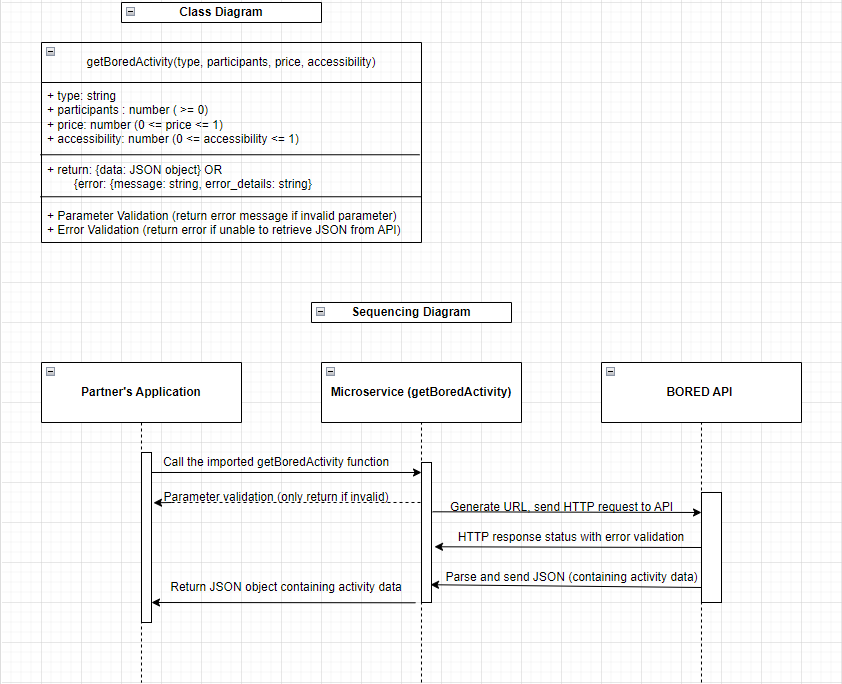 Class Diagram
getBoredActivity(type, participants, price, accessibility)
+ type: string
+ participants : number ( >= 0)
+ price: number (0 <= price <= 1)
+ accessibility: number (0 <= accessibility <= 1)
+ return: {data: JSON object} OR
{error: {message: string, error_details: string}
+ Parameter Validation (return error message if invalid parameter)
+ Error Validation (return error if unable to retrieve JSON from API)
Sequencing Diagram
Partner's Application
Microservice (getBoredActivity)
BORED API
Call the imported getBoredActivity function
Parameter validation (only return if invalid)
Generate URL, send HTTP request to API
HTTP response status with error validation
Parse and send JSON (containing activity data)
Return JSON object containing activity data